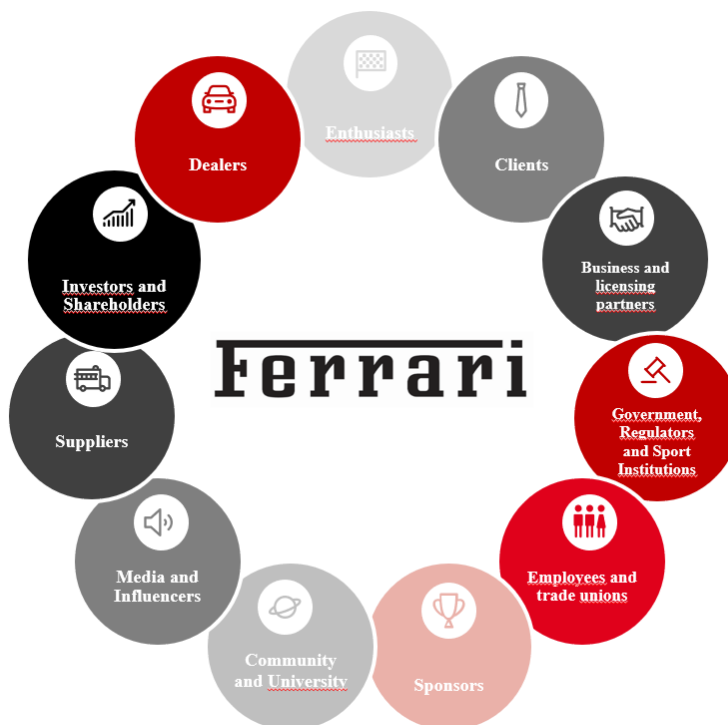 Enthusiasts
Clients
Business and
licensing
partners
Government,
Regulators
and Sport
Institutions
Employees and
trade unions
Sponsors
Community
and University
Media and
Influencers
Suppliers
Investors and
Shareholders
Dealers
Ferrari